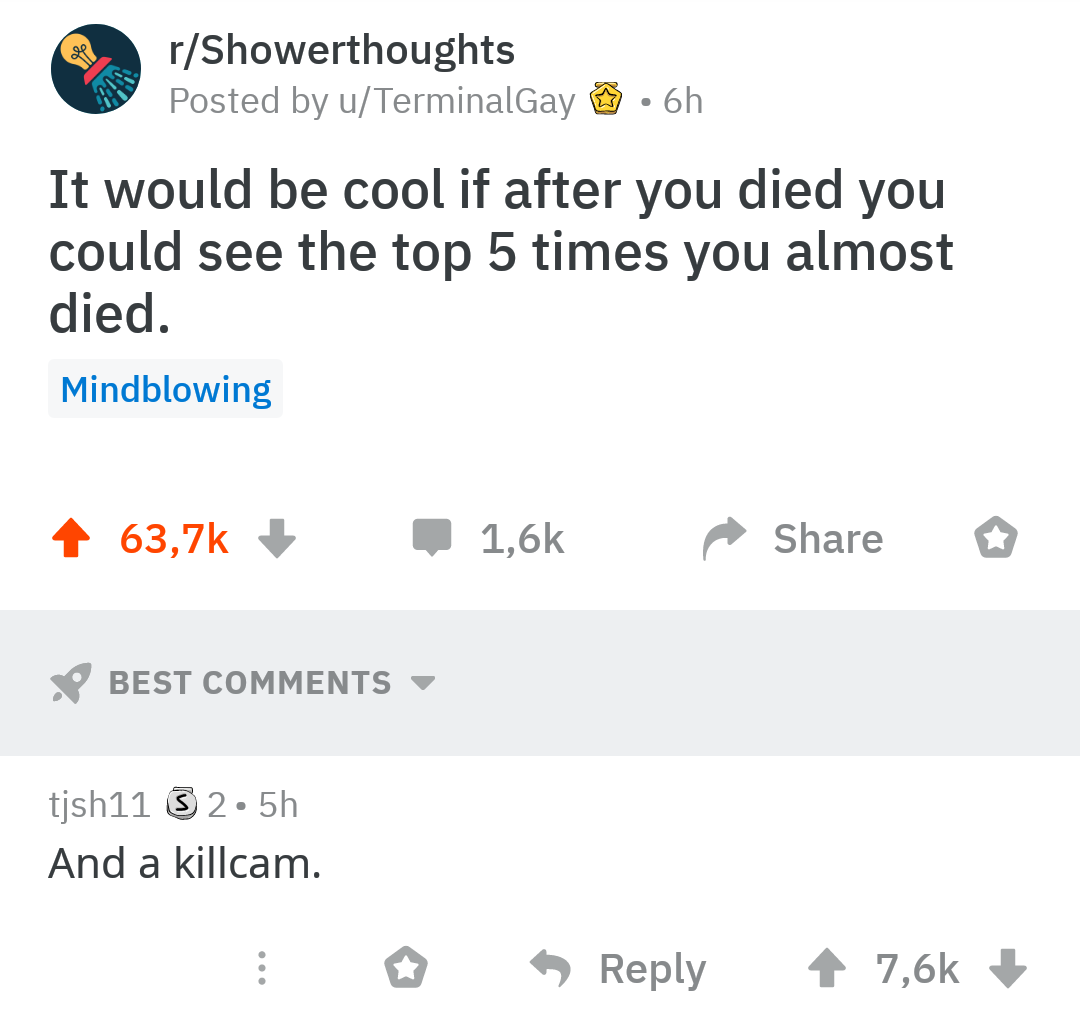 r/Showerthoughts
Posted by u/TerminalGay • 6h
It would be cool if after you died you
could see the top 5 times you almost
died.
Mindblowing
63,7k 1,6k Share
BEST COMMENTS
tjsh11 S 2 • 5h
And a killcam.
Reply 7,6k